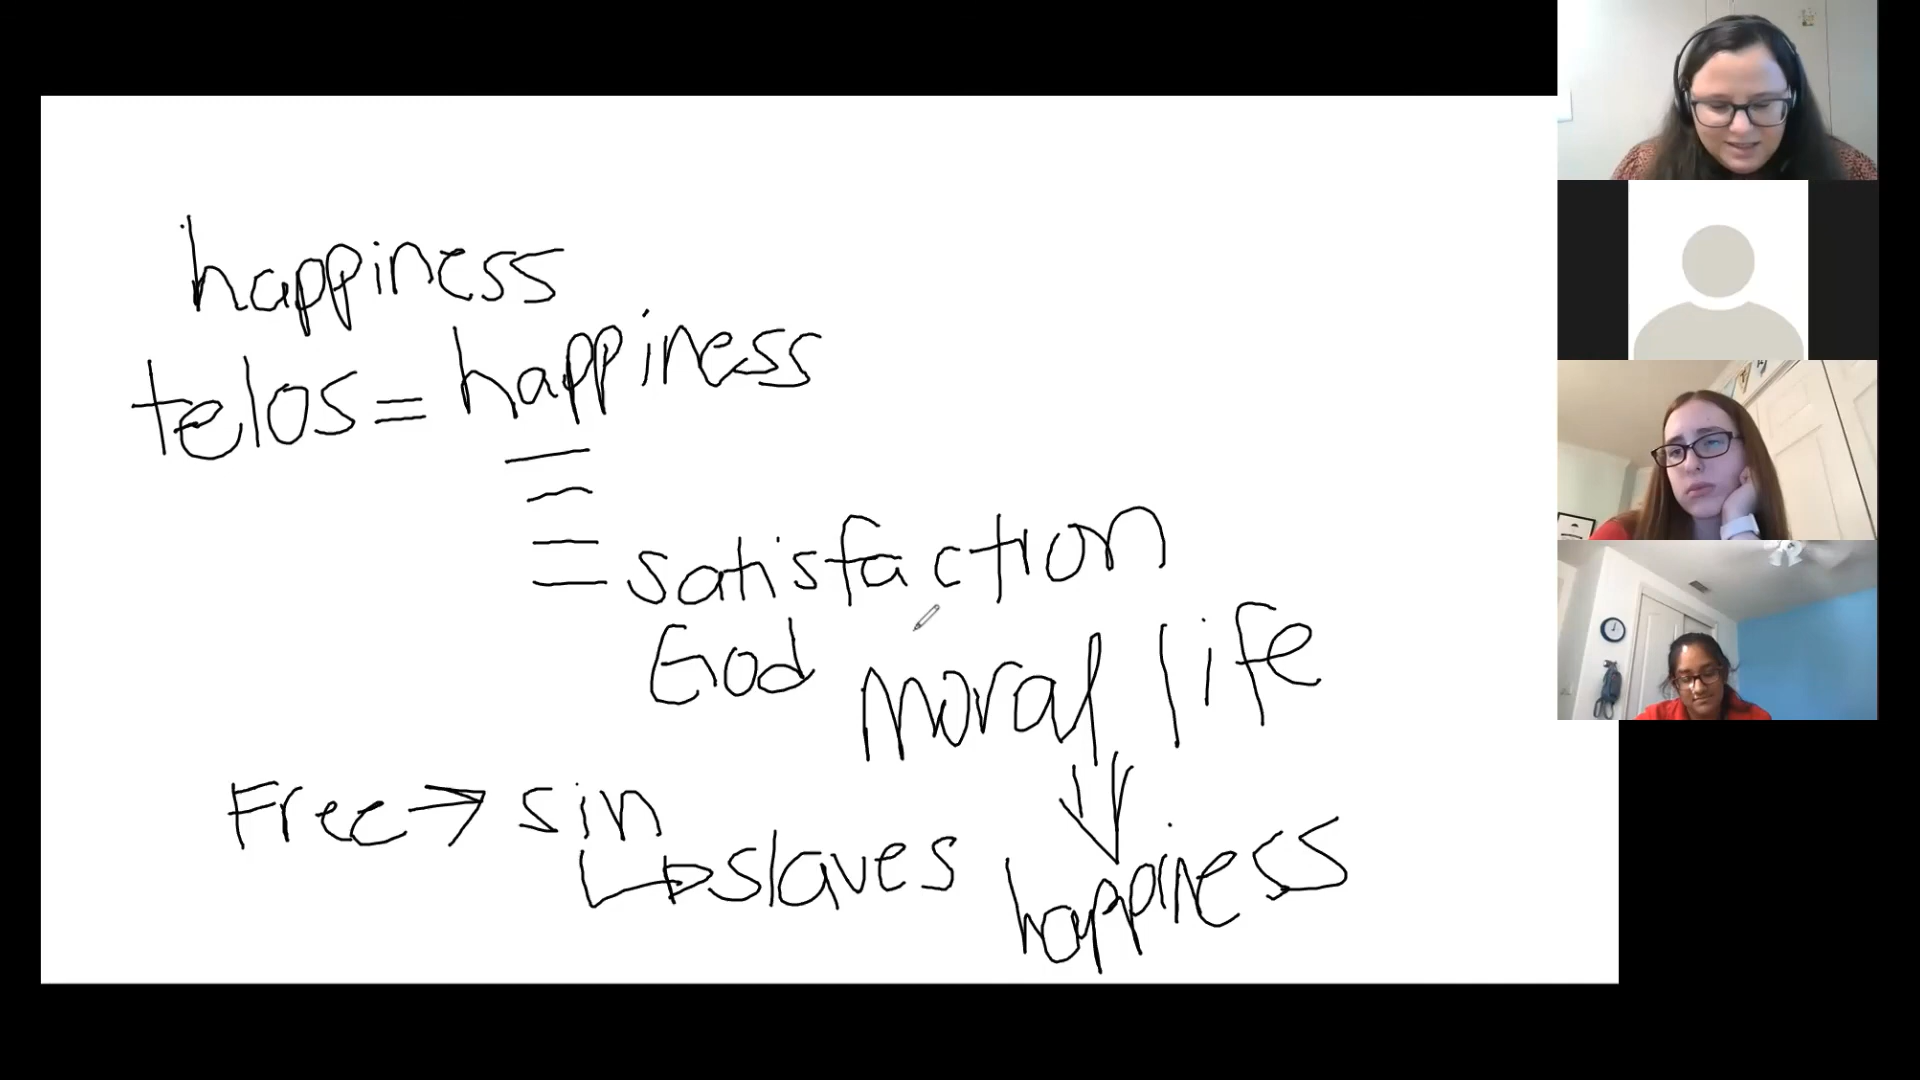 happiness
telos = happiness
satisfaction
God moral life
Free → sin
↳ slaves
happiness